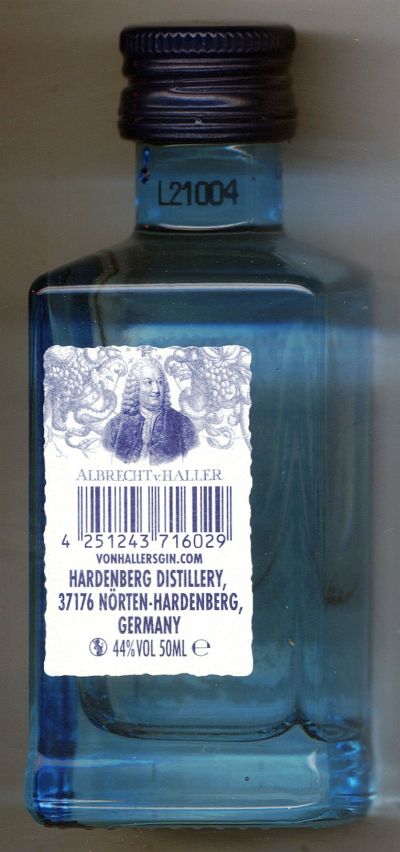 L21004
ALBRECHT v. HALLER
4 251243 716029
VONHALLERSGIN.COM
HARDENBERG DISTILLERY,
37176 NÖRTEN-HARDENBERG,
GERMANY
44%VOL 50ML ℮